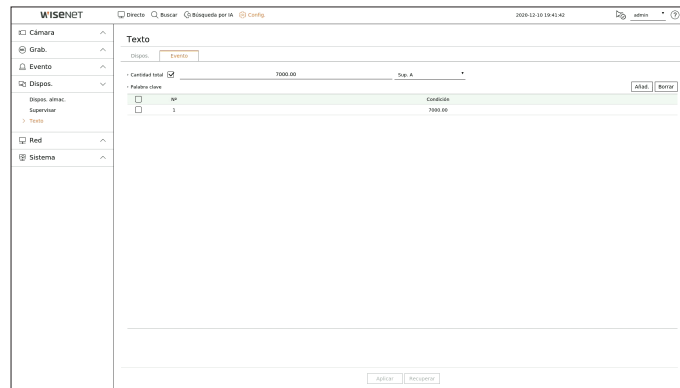 WISENET
Directo Buscar Búsqueda por IA Config. 2020-12-10 19:41:42 admin
Cámara
Grab.
Evento
Dispos.
Dispos. almac.
Supervisar
Texto
Red
Sistema
Texto
Dispos. Evento
Cantidad total 7000.00 Sup. A
Palabra clave Añad. Borrar
Nº Condición
1 7000.00
Aplicar Recuperar